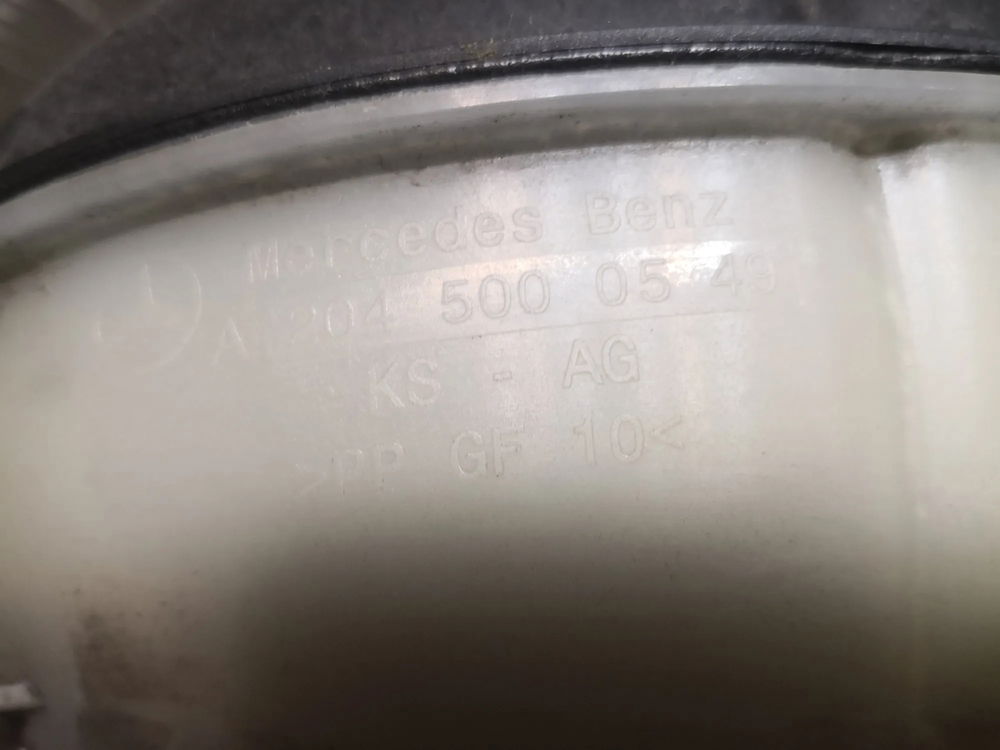 Mercedes Benz
A 204 500 05 49
KS - AG
>PP GF 10<